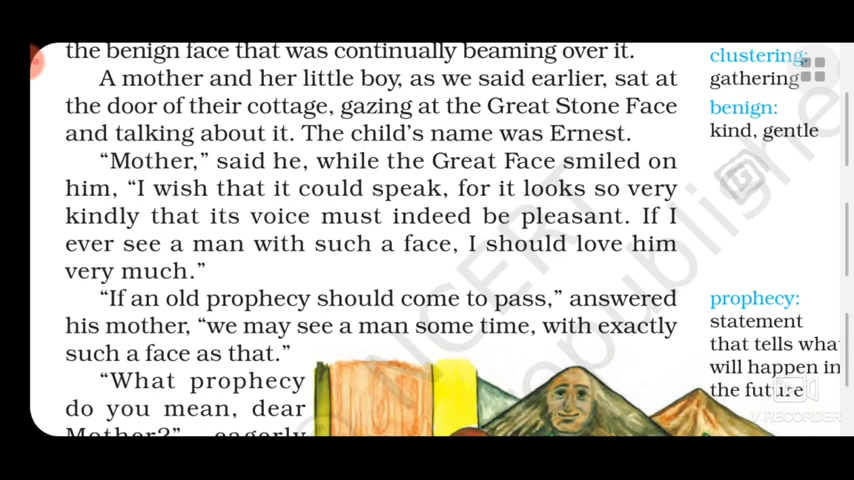 the benign face that was continually beaming over it.
A mother and her little boy, as we said earlier, sat at
the door of their cottage, gazing at the Great Stone Face
and talking about it. The child's name was Ernest.
"Mother," said he, while the Great Face smiled on
him, "I wish that it could speak, for it looks so very
kindly that its voice must indeed be pleasant. If I
ever see a man with such a face, I should love him
very much."
"If an old prophecy should come to pass," answered
his mother, "we may see a man some time, with exactly
such a face as that."
"What prophecy
do you mean, dear
Mother?" eagerly
clustering:
gathering
benign:
kind, gentle
prophecy:
statement
that tells what
will happen in
the future
© NCERT
republishe
V RECORDER